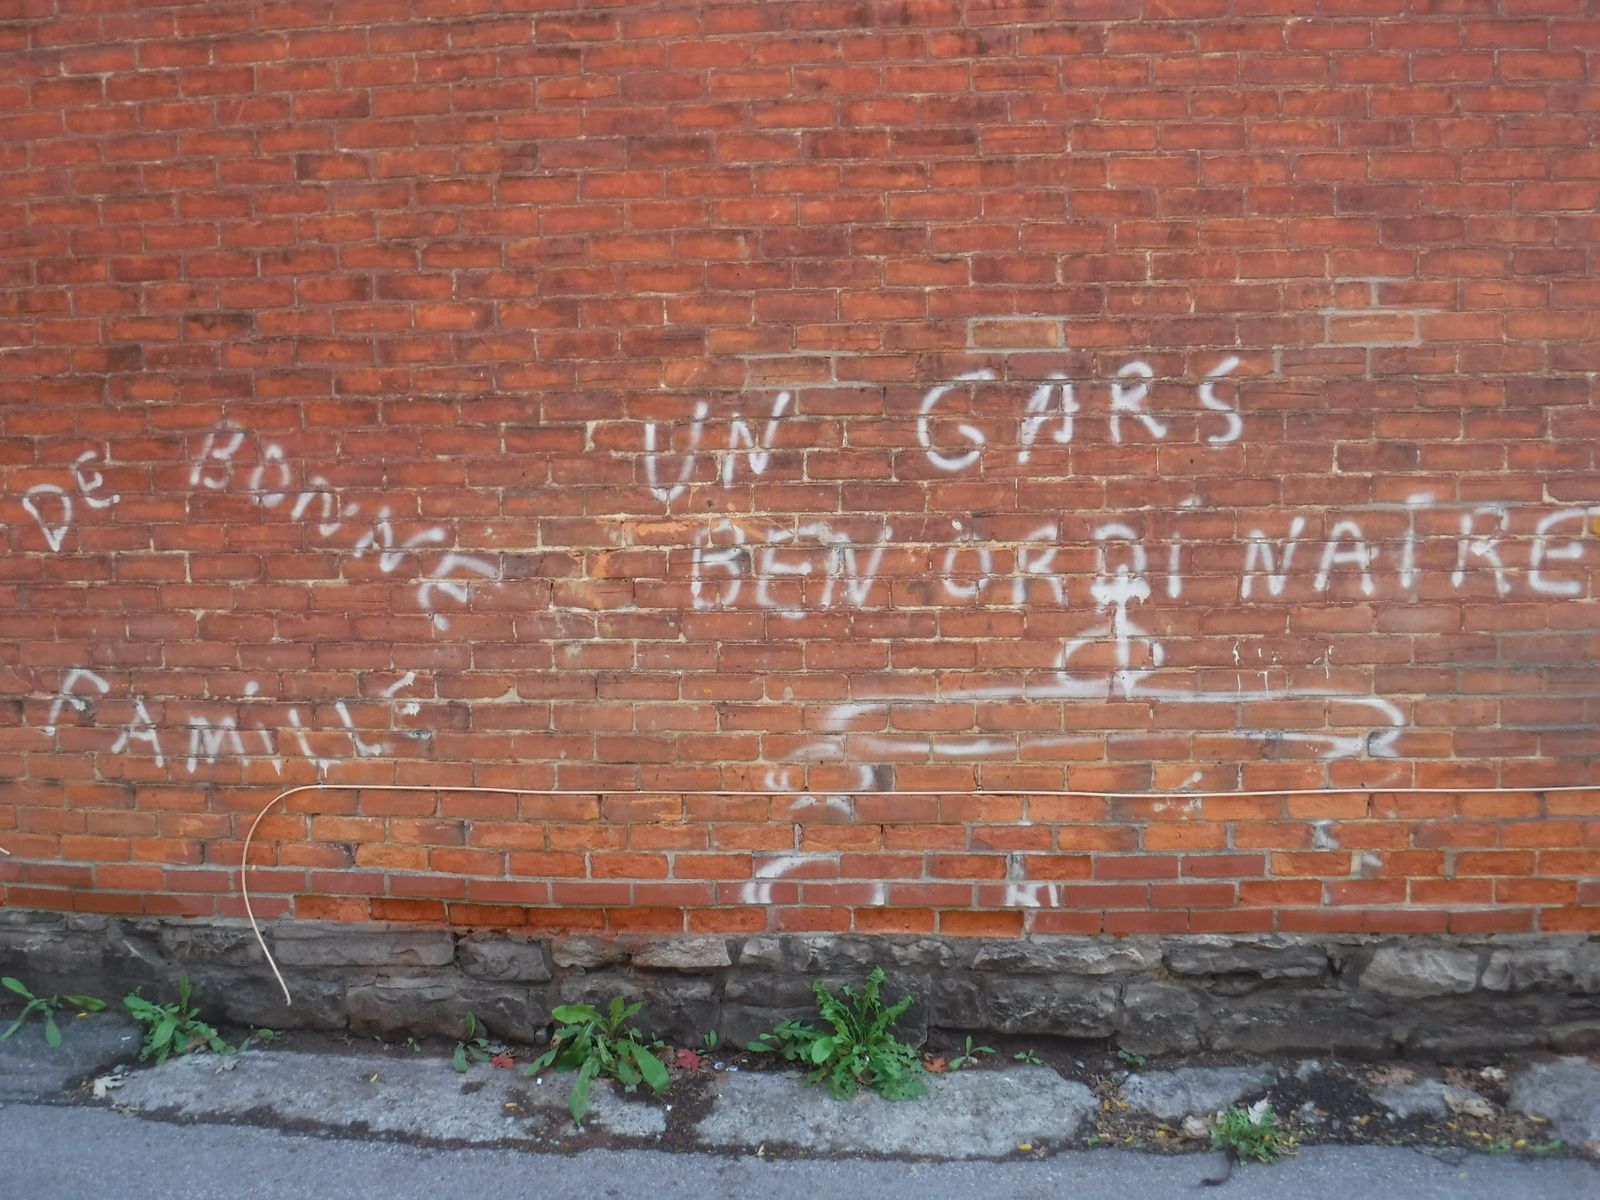 UN GARS
BEN ORDINAIRE
DE BONNE
FAMILLE